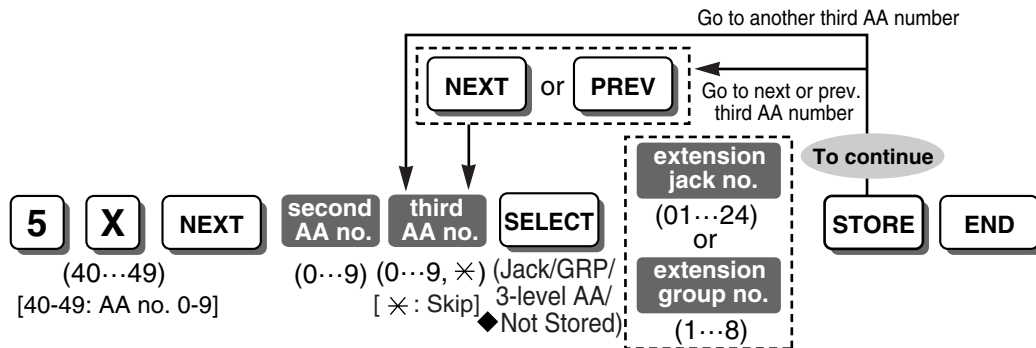 Go to another third AA number
NEXT or PREV
Go to next or prev.
third AA number
To continue
extension
jack no.
(01···24)
or
extension
group no.
(1···8)
5 X NEXT
second
AA no.
third
AA no.
SELECT
STORE END
(40···49)
[40-49: AA no. 0-9]
(0···9) (0···9, ✳)
[ ✳ : Skip]
(Jack/GRP/
3-level AA/
◆Not Stored)